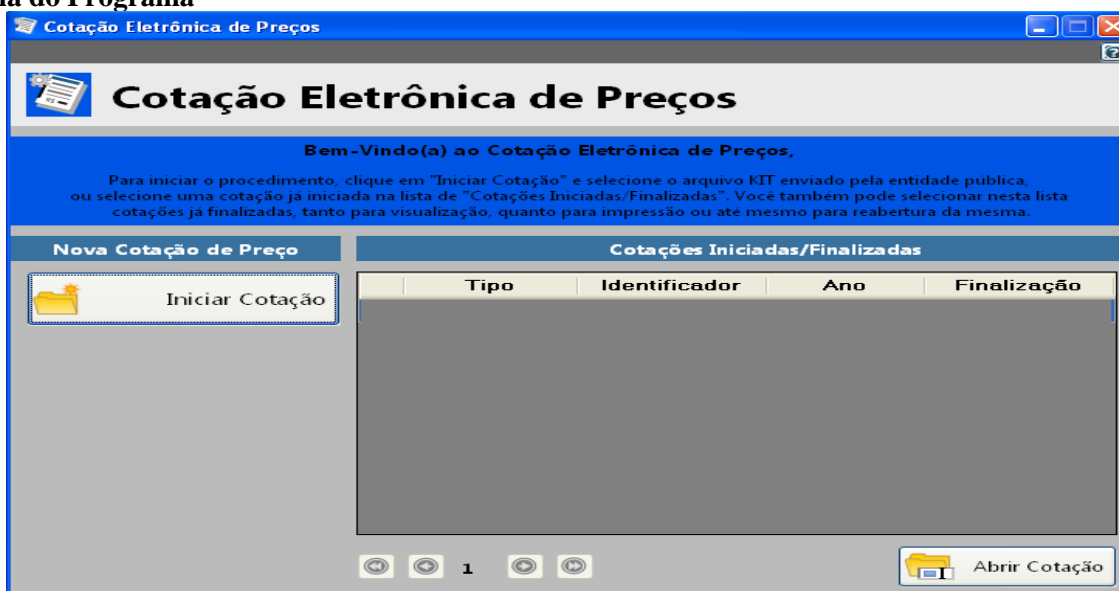 a do Programa
Cotação Eletrônica de Preços
Cotação Eletrônica de Preços
Bem-Vindo(a) ao Cotação Eletrônica de Preços,
Para iniciar o procedimento, clique em "Iniciar Cotação" e selecione o arquivo KIT enviado pela entidade pública,
ou selecione uma cotação já iniciada na lista de "Cotações Iniciadas/Finalizadas". Você também pode selecionar nesta lista
cotações já finalizadas, tanto para visualização, quanto para impressão ou até mesmo para reabertura da mesma.
Nova Cotação de Preço
Cotações Iniciadas/Finalizadas
Iniciar Cotação
Tipo Identificador Ano Finalização
1
Abrir Cotação